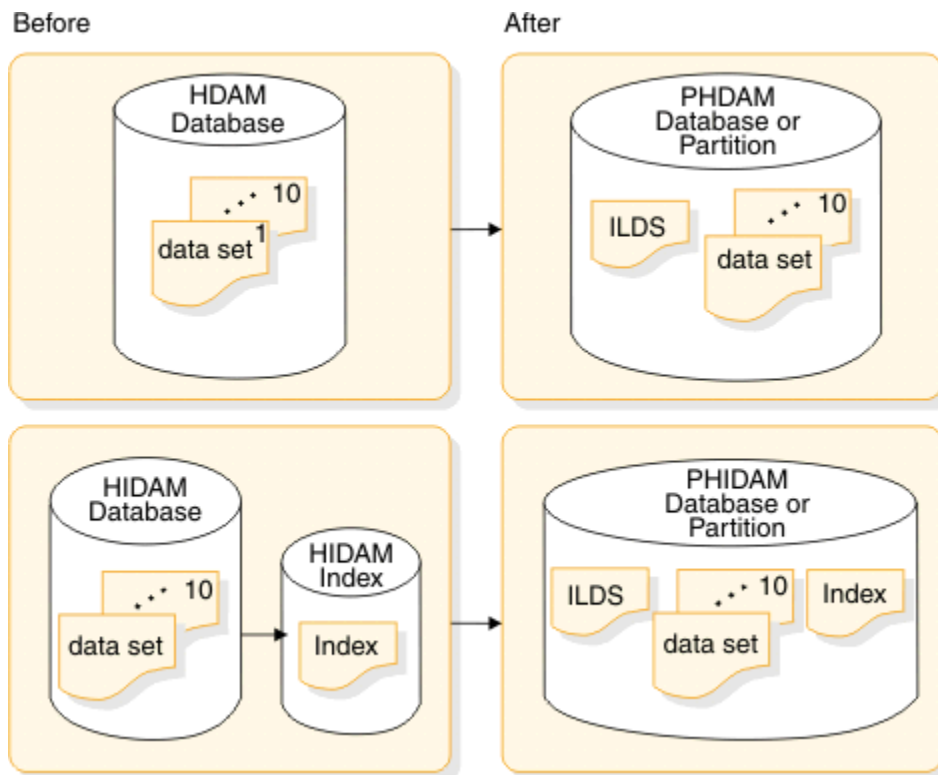 Before
After
HDAM
Database
10
1
data set
PHDAM
Database or
Partition
ILDS
10
data set
HIDAM
Database
10
data set
HIDAM
Index
Index
PHIDAM
Database or
Partition
ILDS
10
data set
Index